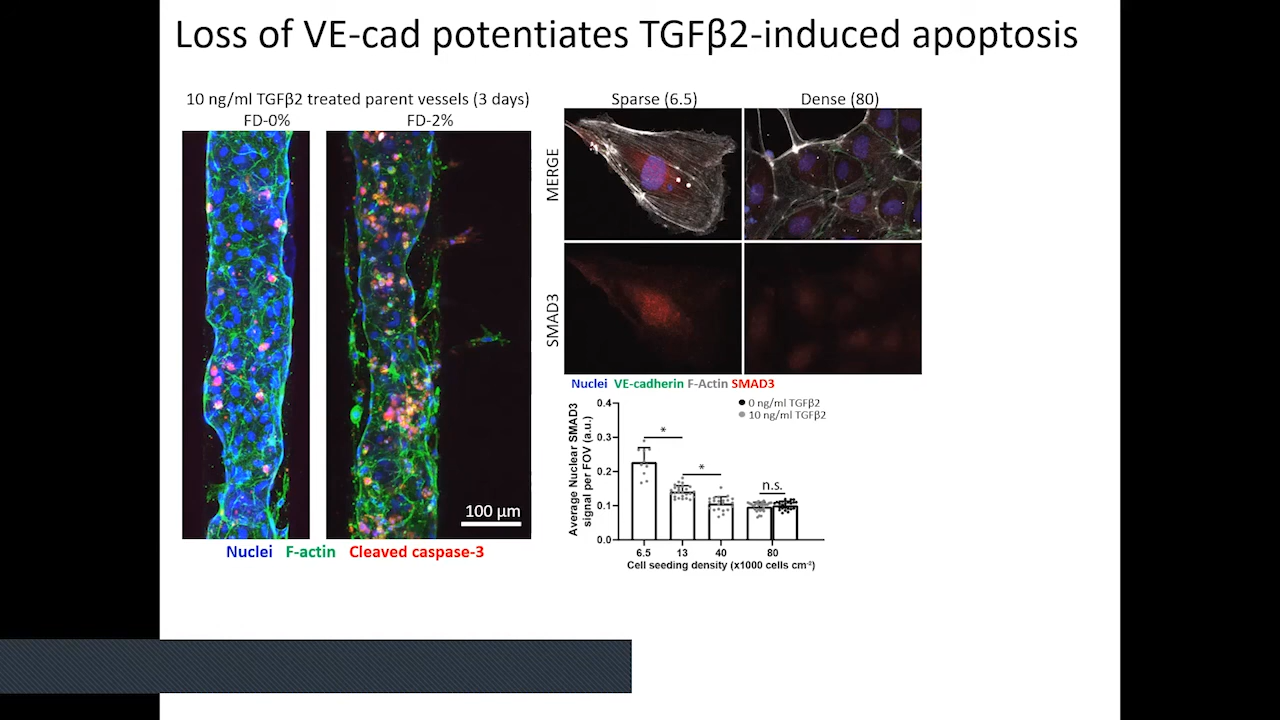 Loss of VE-cad potentiates TGFβ2-induced apoptosis
10 ng/ml TGFβ2 treated parent vessels (3 days)
FD-0%
FD-2%
100 µm
Nuclei F-actin Cleaved caspase-3
Sparse (6.5)
Dense (80)
MERGE
SMAD3
Nuclei VE-cadherin F-Actin SMAD3
0 ng/ml TGFβ2
10 ng/ml TGFβ2
Average Nuclear SMAD3
signal per FOV (a.u.)
0.4
0.3
0.2
0.1
0.0
*
*
n.s.
6.5 13 40 80
Cell seeding density (x1000 cells cm⁻²)